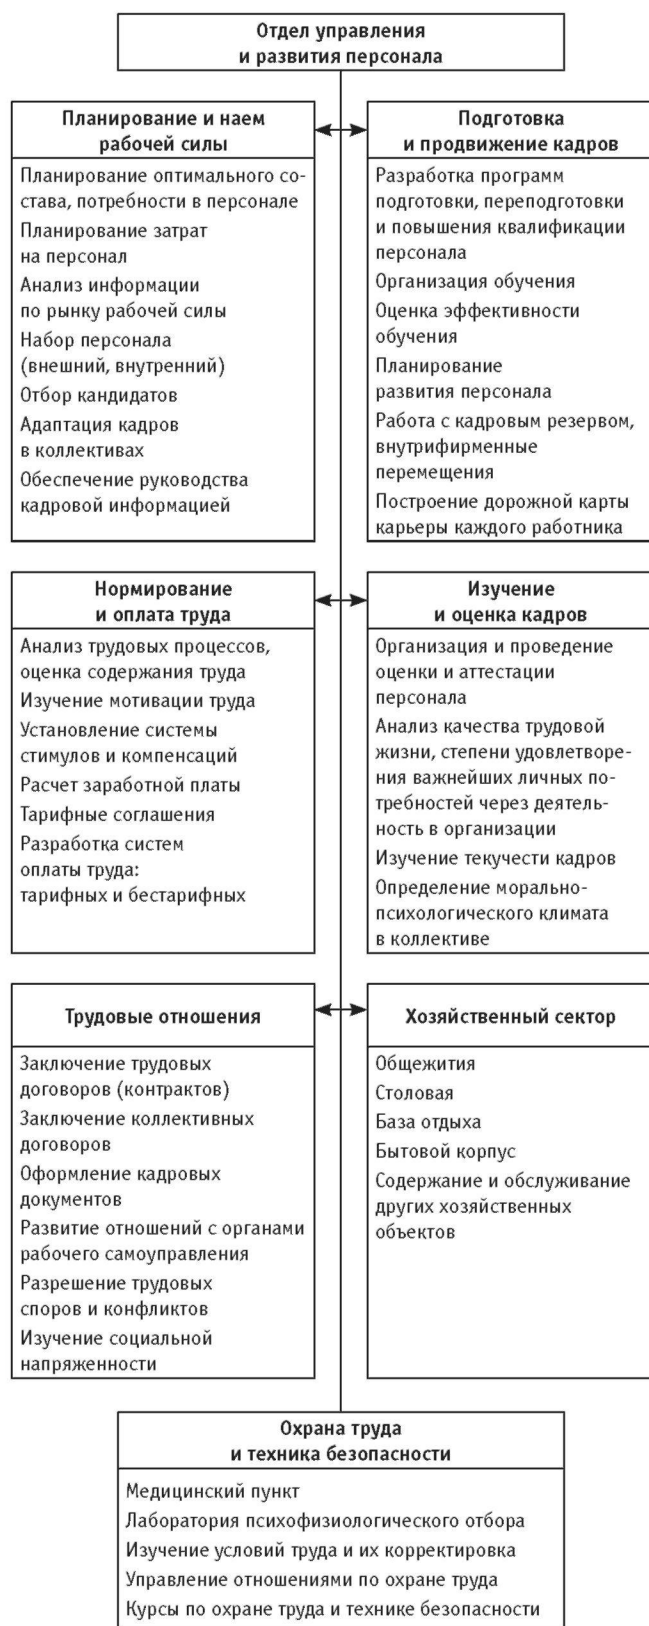 Отдел управления
и развития персонала
Планирование и наем
рабочей силы
Планирование оптимального со-
става, потребности в персонале
Планирование затрат
на персонал
Анализ информации
по рынку рабочей силы
Набор персонала
(внешний, внутренний)
Отбор кандидатов
Адаптация кадров
в коллективах
Обеспечение руководства
кадровой информацией
Подготовка
и продвижение кадров
Разработка программ
подготовки, переподготовки
и повышения квалификации
персонала
Организация обучения
Оценка эффективности
обучения
Планирование
развития персонала
Работа с кадровым резервом,
внутрифирменные
перемещения
Построение дорожной карты
карьеры каждого работника
Нормирование
и оплата труда
Анализ трудовых процессов,
оценка содержания труда
Изучение мотивации труда
Установление системы
стимулов и компенсаций
Расчет заработной платы
Тарифные соглашения
Разработка систем
оплаты труда:
тарифных и бестарифных
Изучение
и оценка кадров
Организация и проведение
оценки и аттестации
персонала
Анализ качества трудовой
жизни, степени удовлетворе-
ния важнейших личных по-
требностей через деятель-
ность в организации
Изучение текучести кадров
Определение морально-
психологического климата
в коллективе
Трудовые отношения
Заключение трудовых
договоров (контрактов)
Заключение коллективных
договоров
Оформление кадровых
документов
Развитие отношений с органами
рабочего самоуправления
Разрешение трудовых
споров и конфликтов
Изучение социальной
напряженности
Хозяйственный сектор
Общежития
Столовая
База отдыха
Бытовой корпус
Содержание и обслуживание
других хозяйственных
объектов
Охрана труда
и техника безопасности
Медицинский пункт
Лаборатория психофизиологического отбора
Изучение условий труда и их корректировка
Управление отношениями по охране труда
Курсы по охране труда и технике безопасности